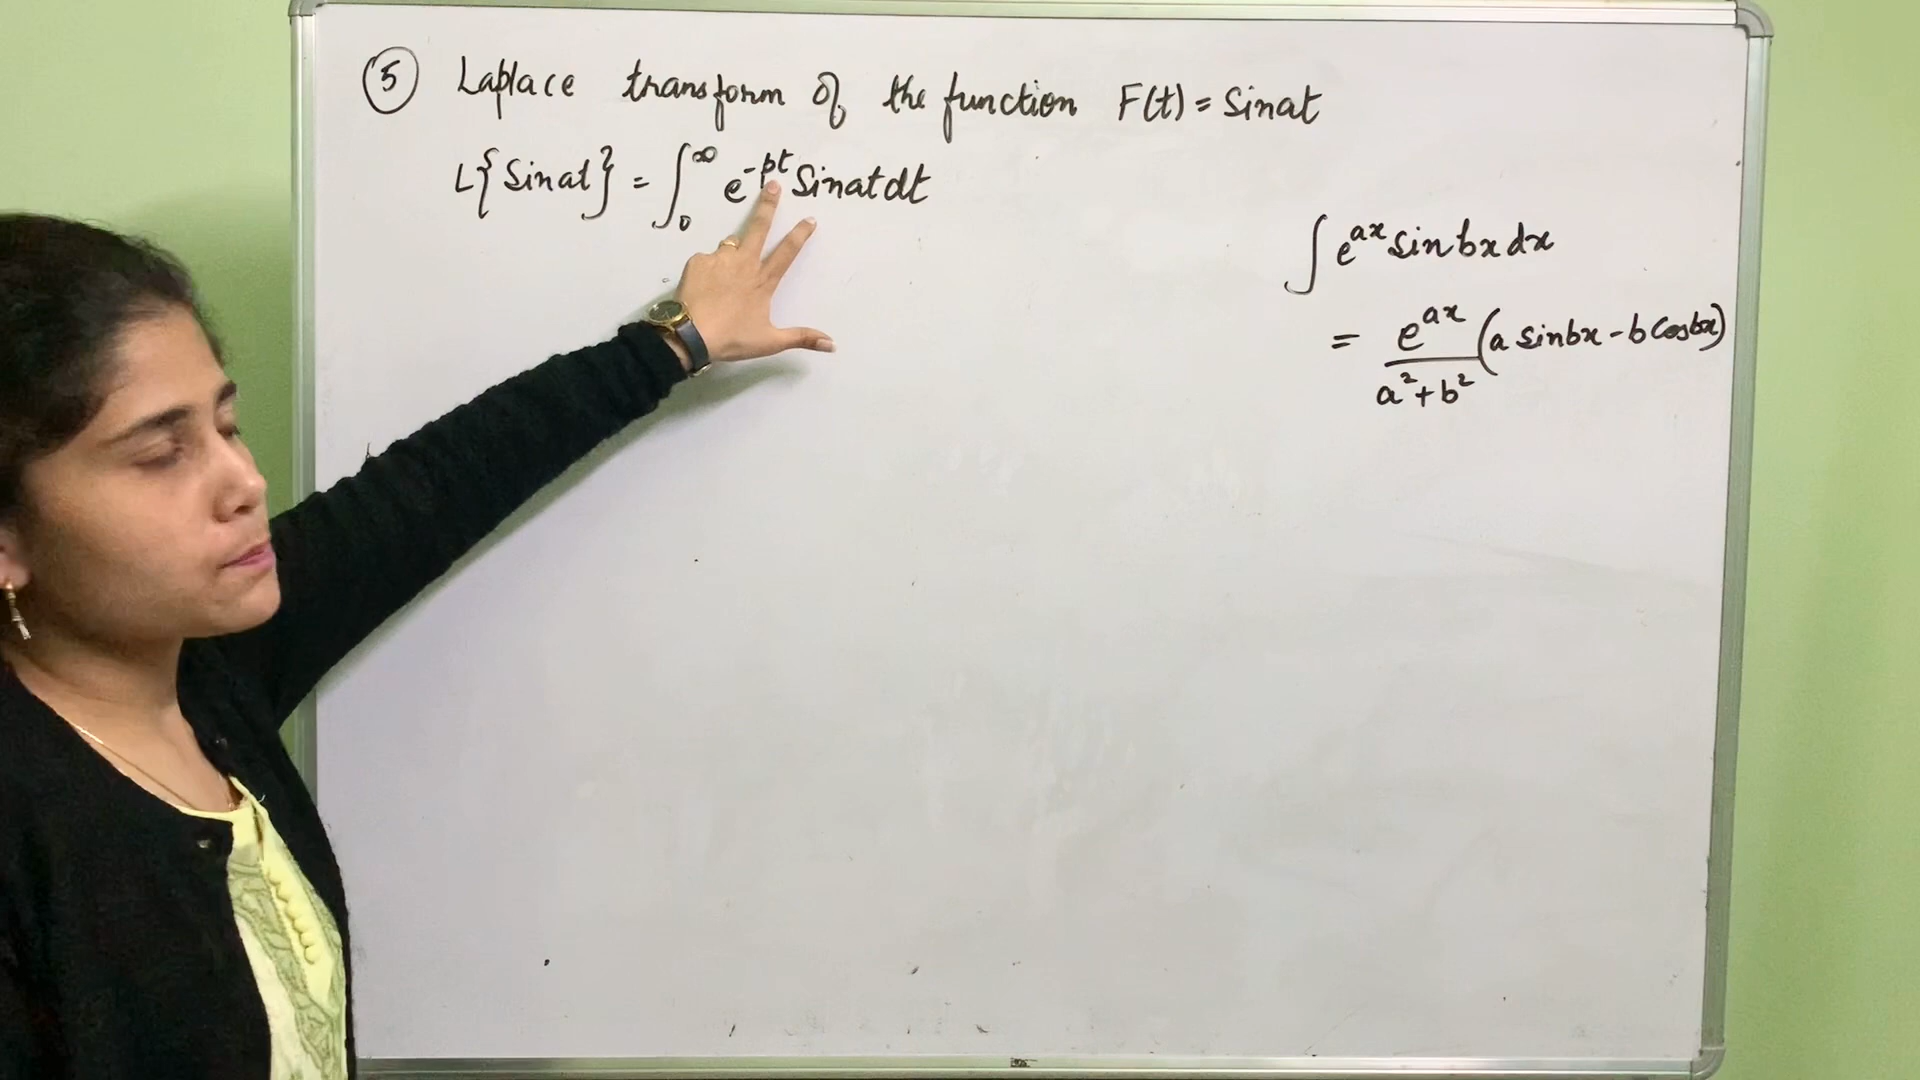 ⑤ Laplace transform of the function F(t) = Sinat
L{Sinat} = ∫₀^∞ e^{-pt} Sinat dt
∫ e^{ax} sin bx dx
= e^{ax}/(a²+b²) (a sinbx - b Cosbx)